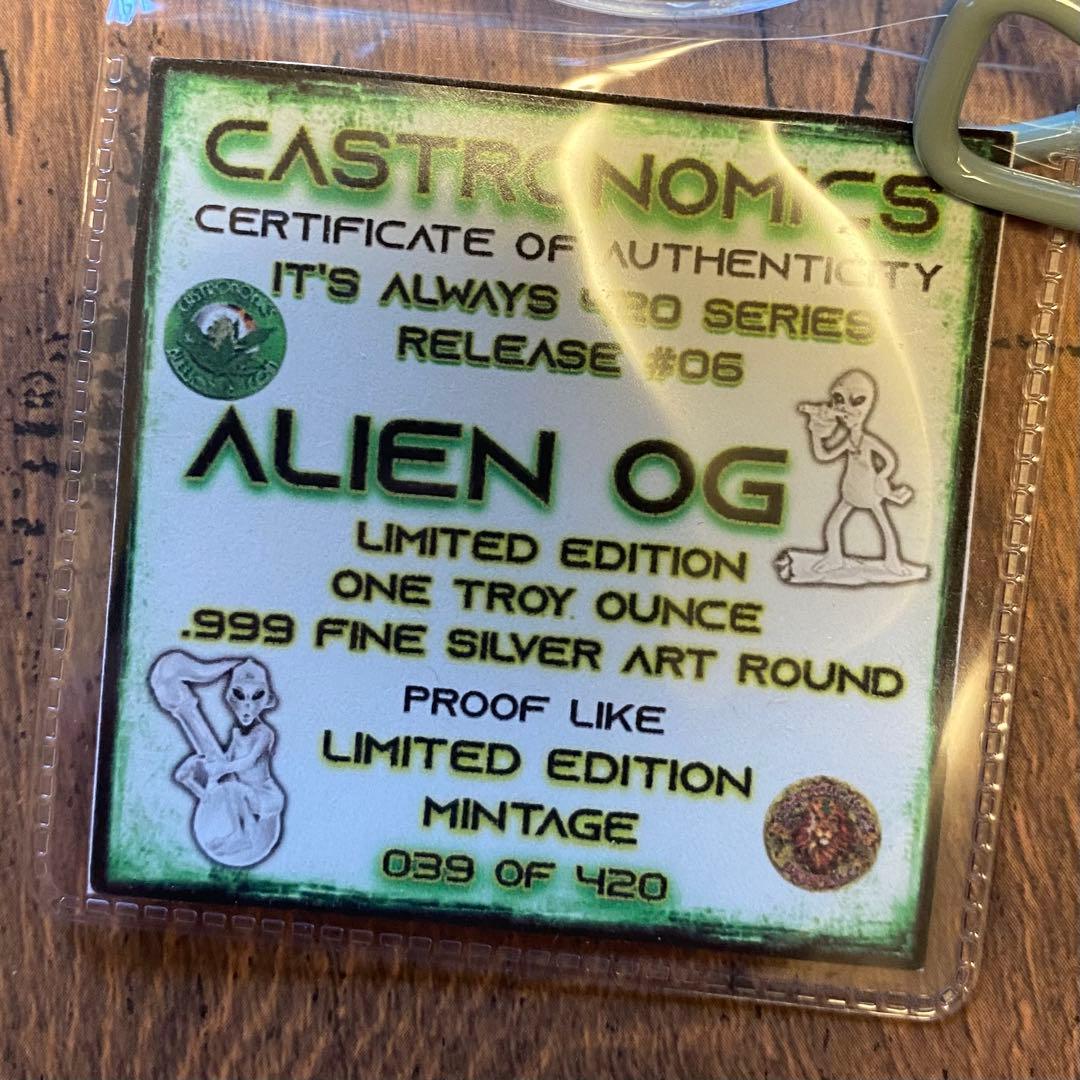 CASTRONOMICS
CERTIFICATE OF AUTHENTICITY
IT'S ALWAYS 420 SERIES
RELEASE #06
ALIEN OG
LIMITED EDITION
ONE TROY OUNCE
.999 FINE SILVER ART ROUND
PROOF LIKE
LIMITED EDITION
MINTAGE
039 OF 420